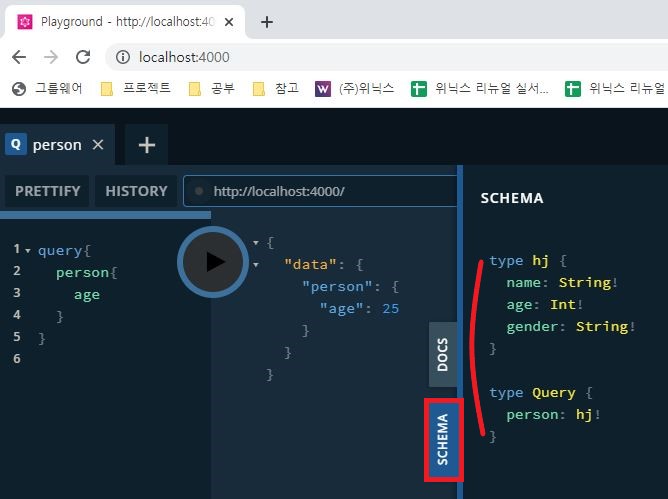 Playground - http://localhost:40
localhost:4000
그룹웨어 프로젝트 공부 참고 W (주)위닉스 위닉스 리뉴얼 실서... 위닉스 리뉴얼
Q person
PRETTIFY HISTORY http://localhost:4000/
1 query{
2 person{
3 age
4 }
5 }
6
{
"data": {
"person": {
"age": 25
}
}
}
DOCS
SCHEMA
SCHEMA
type hj {
name: String!
age: Int!
gender: String!
}
type Query {
person: hj!
}